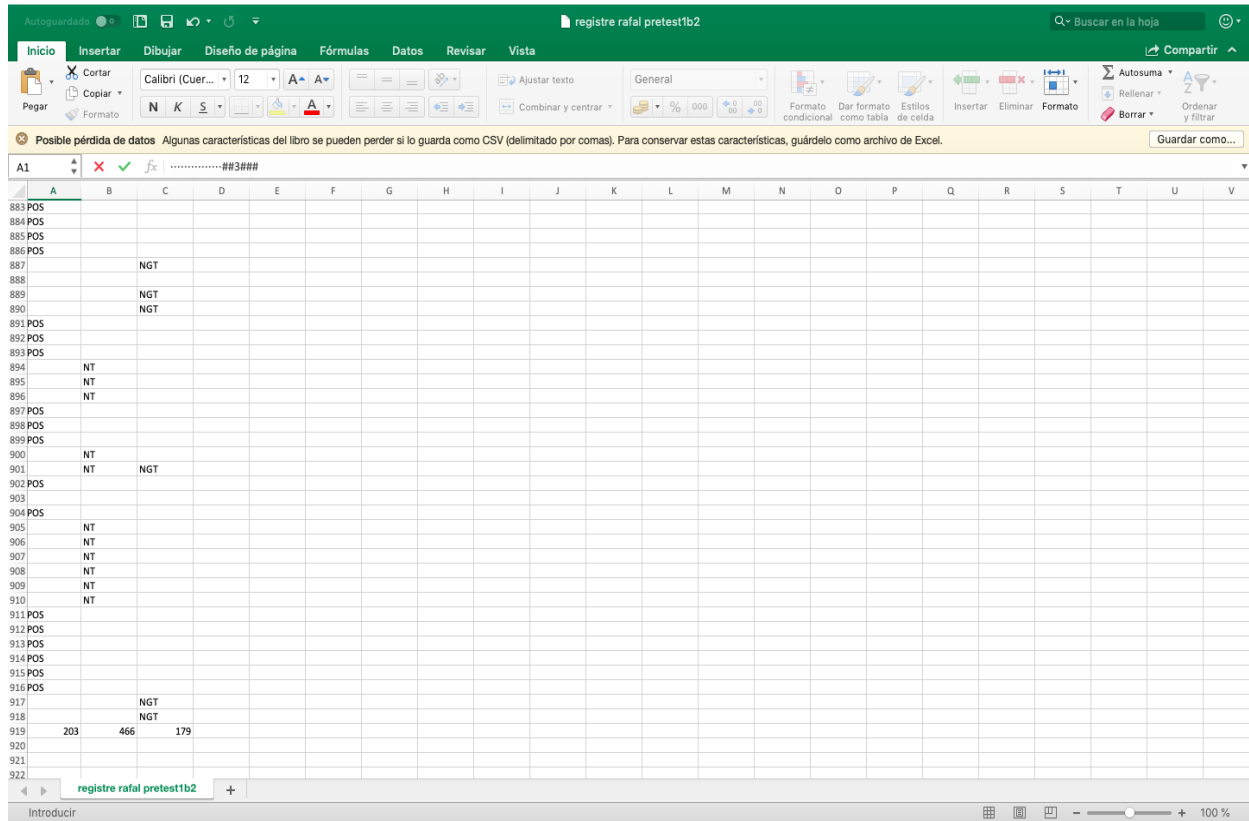 Autoguardado registre rafal pretest1b2 Buscar en la hoja
Inicio Insertar Dibujar Diseño de página Fórmulas Datos Revisar Vista Compartir
Pegar
Cortar
Copiar
Formato
Calibri (Cuer... 12 A A
N K S A
Ajustar texto
Combinar y centrar
General
% 000
Formato condicional
Dar formato como tabla
Estilos de celda
Insertar Eliminar Formato
Autosuma
Rellenar
Borrar
Ordenar y filtrar
Posible pérdida de datos Algunas características del libro se pueden perder si lo guarda como CSV (delimitado por comas). Para conservar estas características, guárdelo como archivo de Excel. Guardar como...
A1 fx ···············##3###
A B C D E F G H I J K L M N O P Q R S T U V
883 POS
884 POS
885 POS
886 POS
887 NGT
888
889 NGT
890 NGT
891 POS
892 POS
893 POS
894 NT
895 NT
896 NT
897 POS
898 POS
899 POS
900 NT
901 NT NGT
902 POS
903
904 POS
905 NT
906 NT
907 NT
908 NT
909 NT
910 NT
911 POS
912 POS
913 POS
914 POS
915 POS
916 POS
917 NGT
918 NGT
919 203 466 179
920
921
922
registre rafal pretest1b2 +
Introducir 100 %